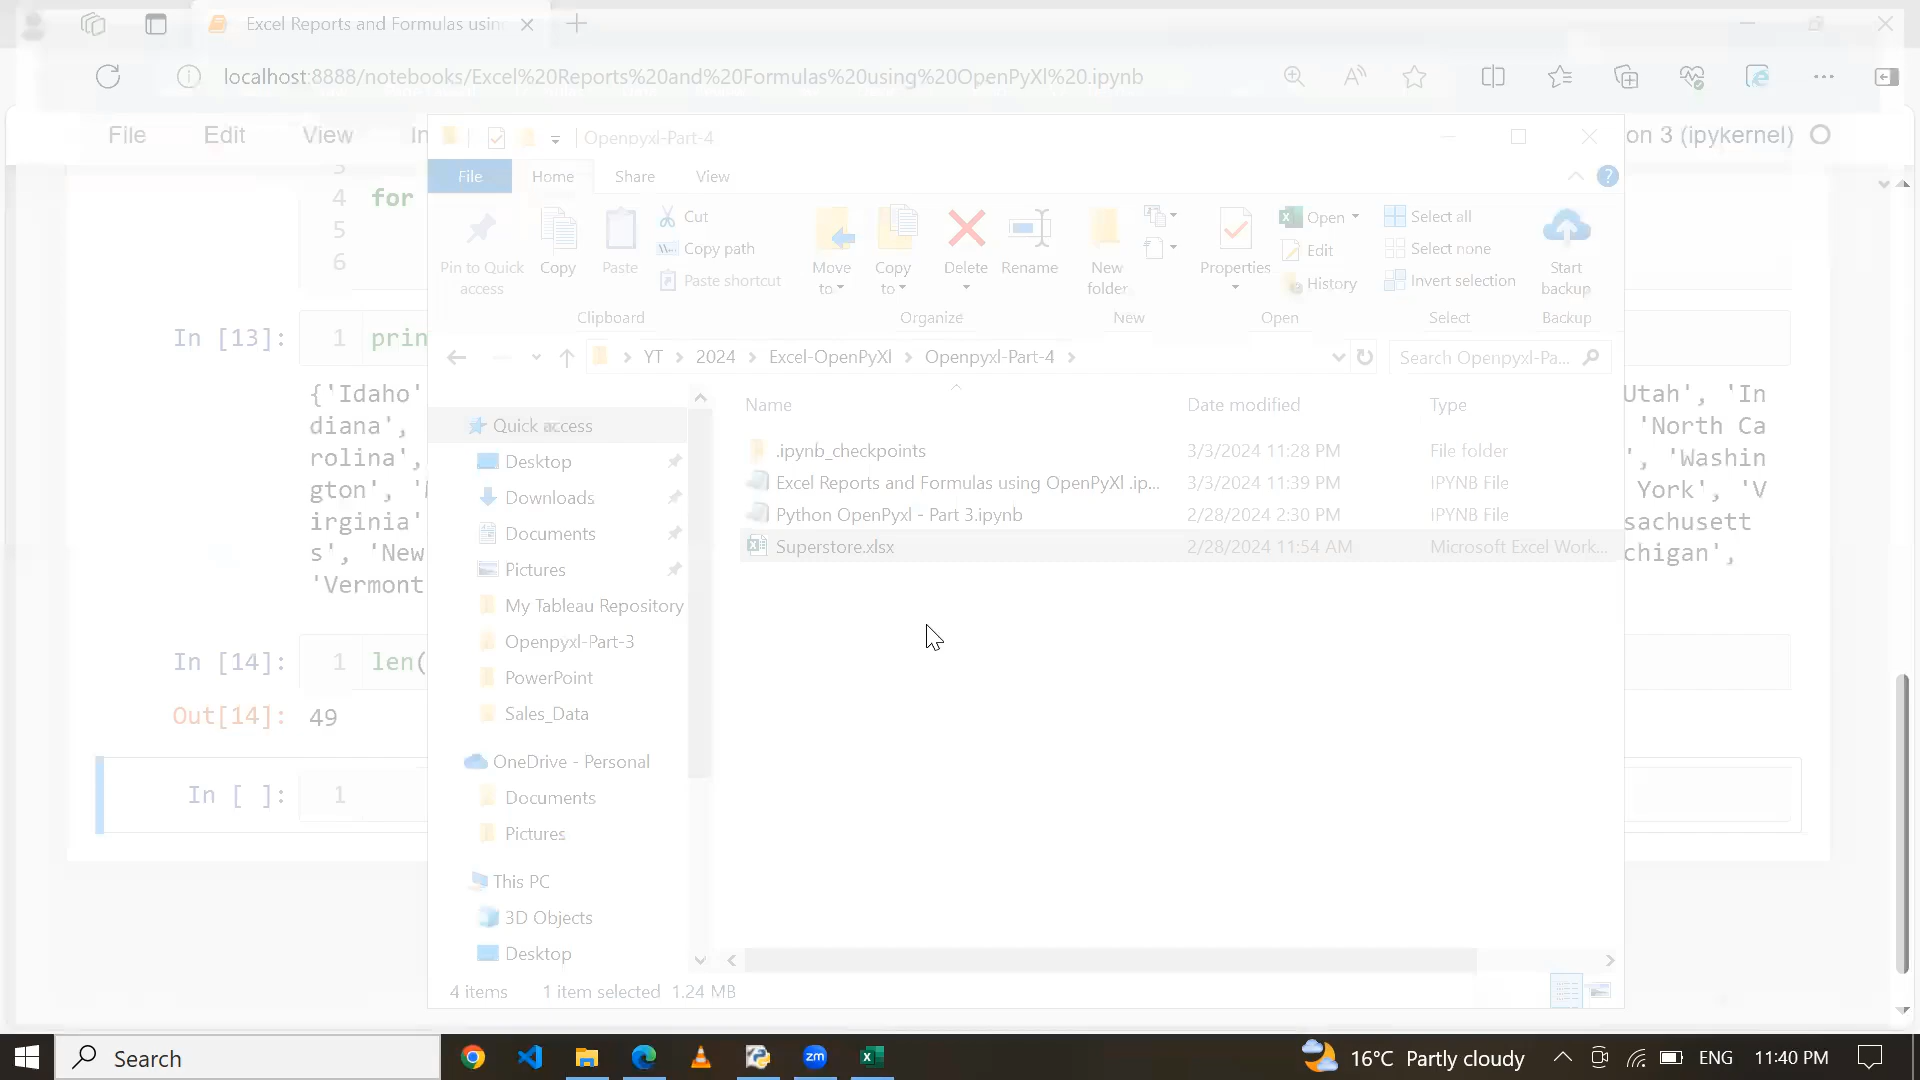 Excel Reports and Formulas usin
localhost:8888/notebooks/Excel%20Reports%20and%20Formulas%20using%20OpenPyXl%20.ipynb
File Edit View In
on 3 (ipykernel)
Openpyxl-Part-4
File Home Share View
Pin to Quick access
Copy
Paste
Cut
Copy path
Paste shortcut
Clipboard
Move to
Copy to
Delete
Rename
Organize
New folder
New
Properties
Open
Edit
History
Open
Select all
Select none
Invert selection
Select
Start backup
Backup
YT 2024 Excel-OpenPyXl Openpyxl-Part-4
Search Openpyxl-Pa...
Name Date modified Type
.ipynb_checkpoints 3/3/2024 11:28 PM File folder
Excel Reports and Formulas using OpenPyXl .ip... 3/3/2024 11:39 PM IPYNB File
Python OpenPyxl - Part 3.ipynb 2/28/2024 2:30 PM IPYNB File
Superstore.xlsx 2/28/2024 11:54 AM Microsoft Excel Work...
Quick access
Desktop
Downloads
Documents
Pictures
My Tableau Repository
Openpyxl-Part-3
PowerPoint
Sales_Data
OneDrive - Personal
Documents
Pictures
This PC
3D Objects
Desktop
4 items 1 item selected 1.24 MB
4 for
5
6
In [13]: 1 prin
{'Idaho' Utah', 'In
diana', 'North Ca
rolina', ', 'Washin
gton', York', 'V
irginia' sachusett
s', 'New chigan',
'Vermont
In [14]: 1 len(
Out[14]: 49
In [ ]: 1
Search
zm
16°C Partly cloudy
ENG
11:40 PM